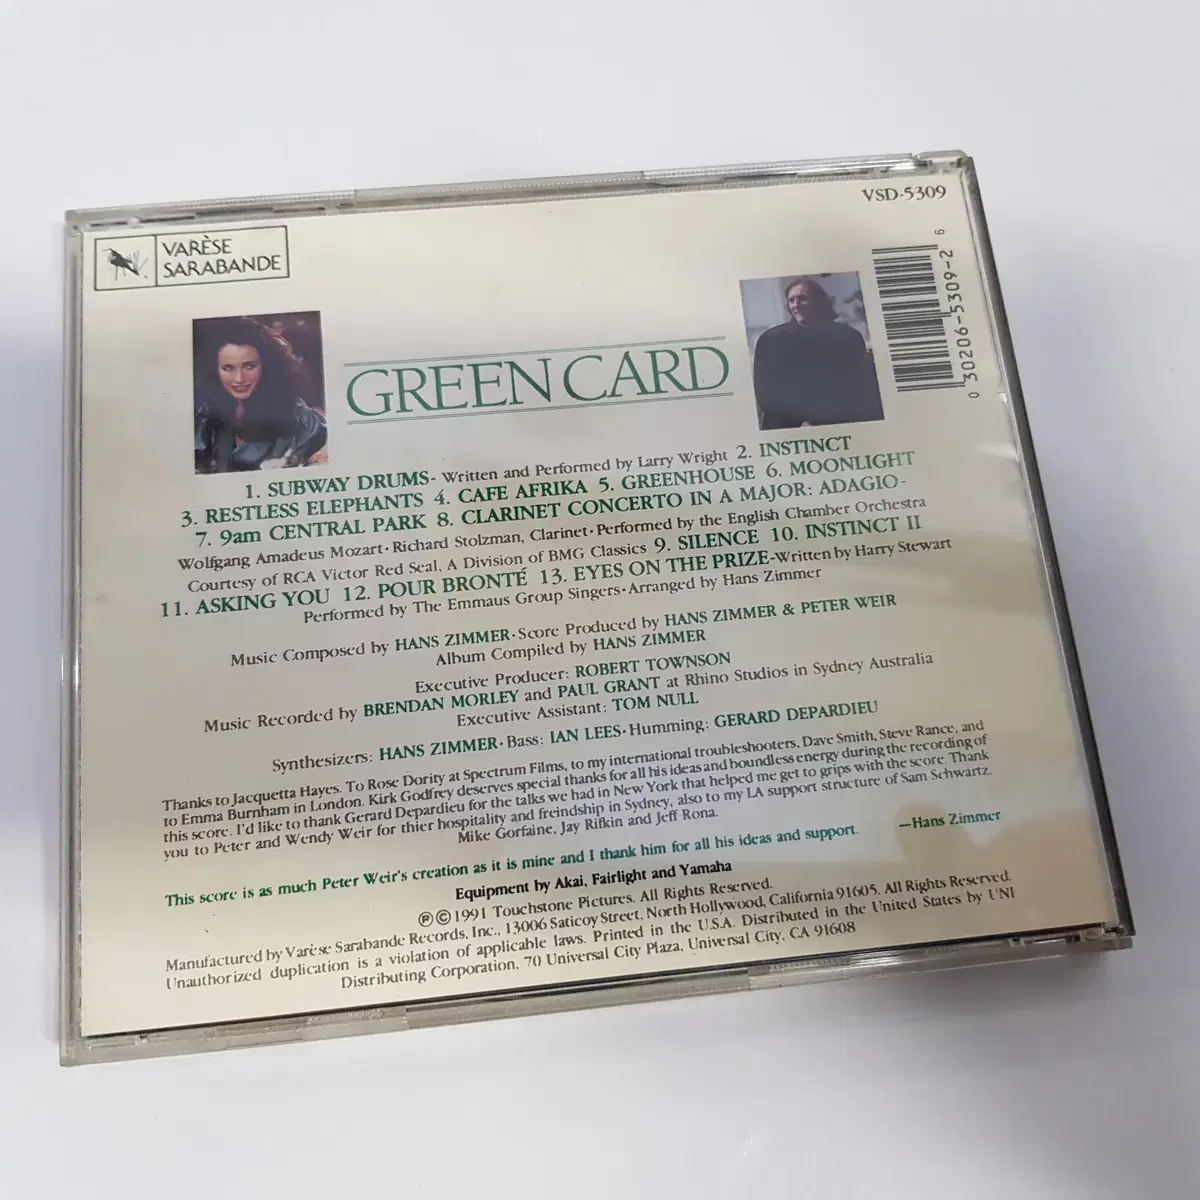 VSD-5309
VARÈSE
SARABANDE
0 30206-5309-2 6
GREEN CARD
1. SUBWAY DRUMS- Written and Performed by Larry Wright 2. INSTINCT
3. RESTLESS ELEPHANTS 4. CAFE AFRIKA 5. GREENHOUSE 6. MOONLIGHT
7. 9am CENTRAL PARK 8. CLARINET CONCERTO IN A MAJOR: ADAGIO-
Wolfgang Amadeus Mozart·Richard Stolzman, Clarinet·Performed by the English Chamber Orchestra
Courtesy of RCA Victor Red Seal, A Division of BMG Classics 9. SILENCE 10. INSTINCT II
11. ASKING YOU 12. POUR BRONTÉ 13. EYES ON THE PRIZE-Written by Harry Stewart
Performed by The Emmaus Group Singers·Arranged by Hans Zimmer
Music Composed by HANS ZIMMER·Score Produced by HANS ZIMMER & PETER WEIR
Album Compiled by HANS ZIMMER
Executive Producer: ROBERT TOWNSON
Music Recorded by BRENDAN MORLEY and PAUL GRANT at Rhino Studios in Sydney Australia
Executive Assistant: TOM NULL
Synthesizers: HANS ZIMMER·Bass: IAN LEES·Humming: GERARD DEPARDIEU
Thanks to Jacquetta Hayes. To Rose Dority at Spectrum Films, to my international troubleshooters, Dave Smith, Steve Rance, and
to Emma Burnham in London. Kirk Godfrey deserves special thanks for all his ideas and boundless energy during the recording of
this score. I'd like to thank Gerard Depardieu for the talks we had in New York that helped me get to grips with the score. Thank
you to Peter and Wendy Weir for thier hospitality and freindship in Sydney, also to my LA support structure of Sam Schwartz,
Mike Gorfaine, Jay Rifkin and Jeff Rona.
This score is as much Peter Weir's creation as it is mine and I thank him for all his ideas and support. —Hans Zimmer
Equipment by Akai, Fairlight and Yamaha
Ⓟ©1991 Touchstone Pictures. All Rights Reserved.
Manufactured by Varèse Sarabande Records, Inc., 13006 Saticoy Street, North Hollywood, California 91605. All Rights Reserved.
Unauthorized duplication is a violation of applicable laws. Printed in the U.S.A. Distributed in the United States by UNI
Distributing Corporation, 70 Universal City Plaza, Universal City, CA 91608